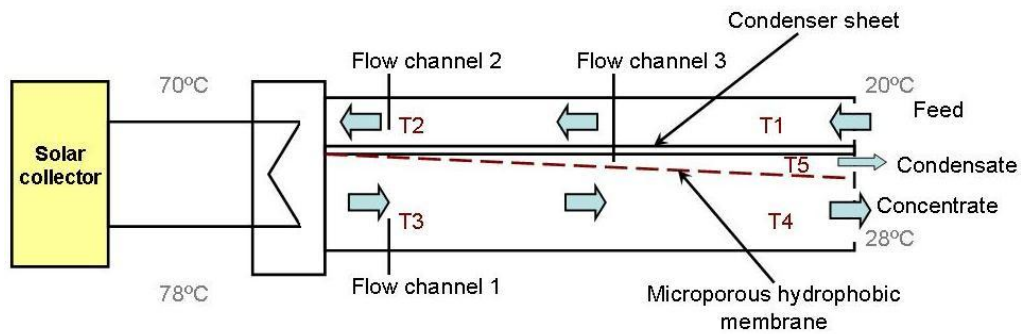 Condenser sheet
Flow channel 2
Flow channel 3
70ºC
20ºC
T2
T1
Feed
Solar
collector
T5
Condensate
T3
T4
Concentrate
28ºC
78ºC
Flow channel 1
Microporous hydrophobic
membrane